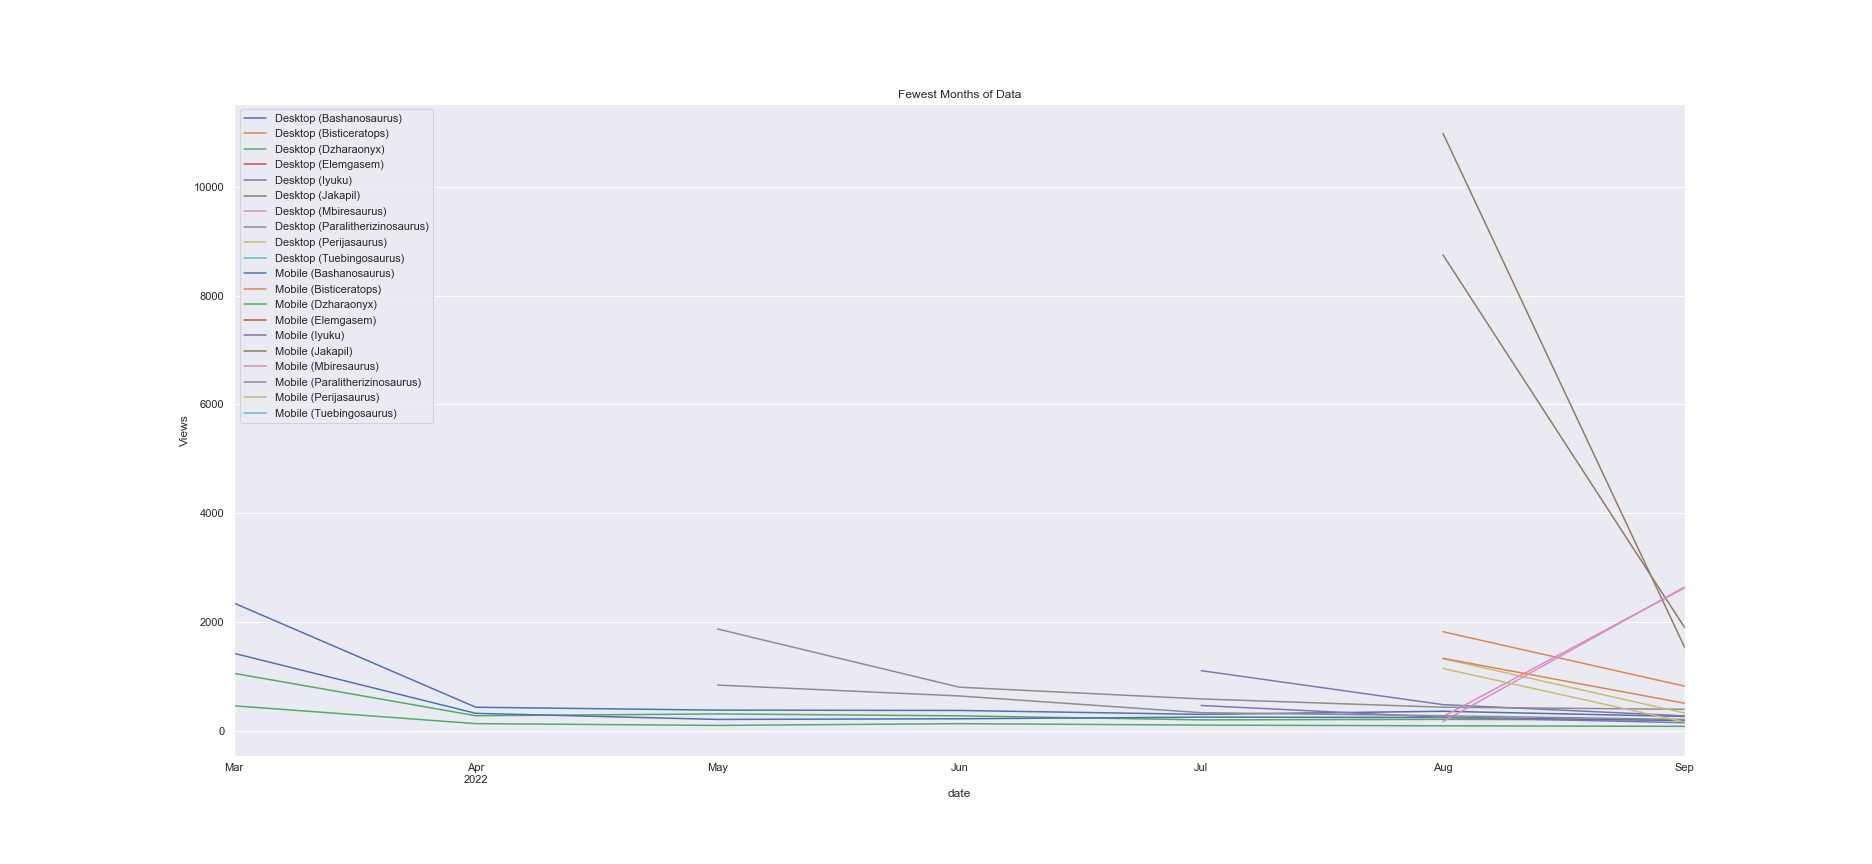 Fewest Months of Data
Desktop (Bashanosaurus)
Desktop (Bisticeratops)
Desktop (Dzharaonyx)
Desktop (Elemgasem)
Desktop (Iyuku)
Desktop (Jakapil)
Desktop (Mbiresaurus)
Desktop (Paralitherizinosaurus)
Desktop (Perijasaurus)
Desktop (Tuebingosaurus)
Mobile (Bashanosaurus)
Mobile (Bisticeratops)
Mobile (Dzharaonyx)
Mobile (Elemgasem)
Mobile (Iyuku)
Mobile (Jakapil)
Mobile (Mbiresaurus)
Mobile (Paralitherizinosaurus)
Mobile (Perijasaurus)
Mobile (Tuebingosaurus)
10000
8000
6000
4000
2000
0
Views
Mar Apr May Jun Jul Aug Sep
2022
date